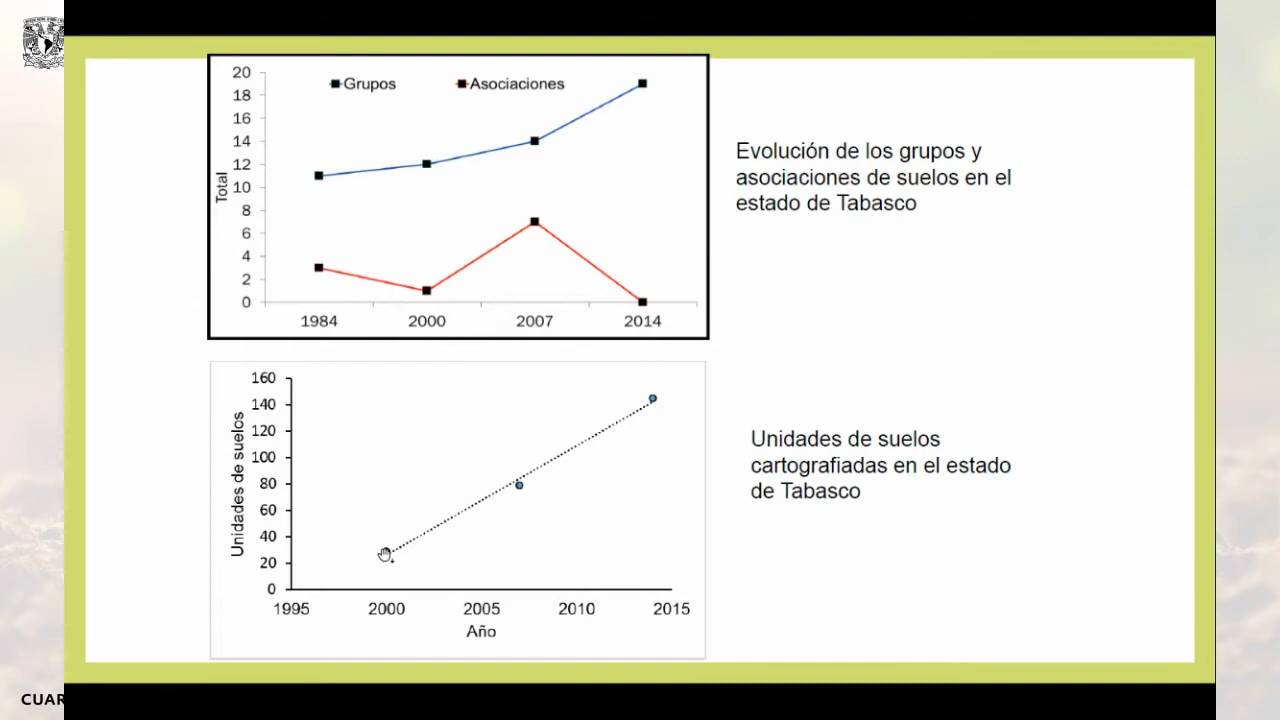 20
18
16
14
12
10
8
6
4
2
0
Total
Grupos
Asociaciones
1984
2000
2007
2014
Evolución de los grupos y
asociaciones de suelos en el
estado de Tabasco
160
140
120
100
80
60
40
20
0
Unidades de suelos
1995
2000
2005
2010
2015
Año
Unidades de suelos
cartografiadas en el estado
de Tabasco
CUAR